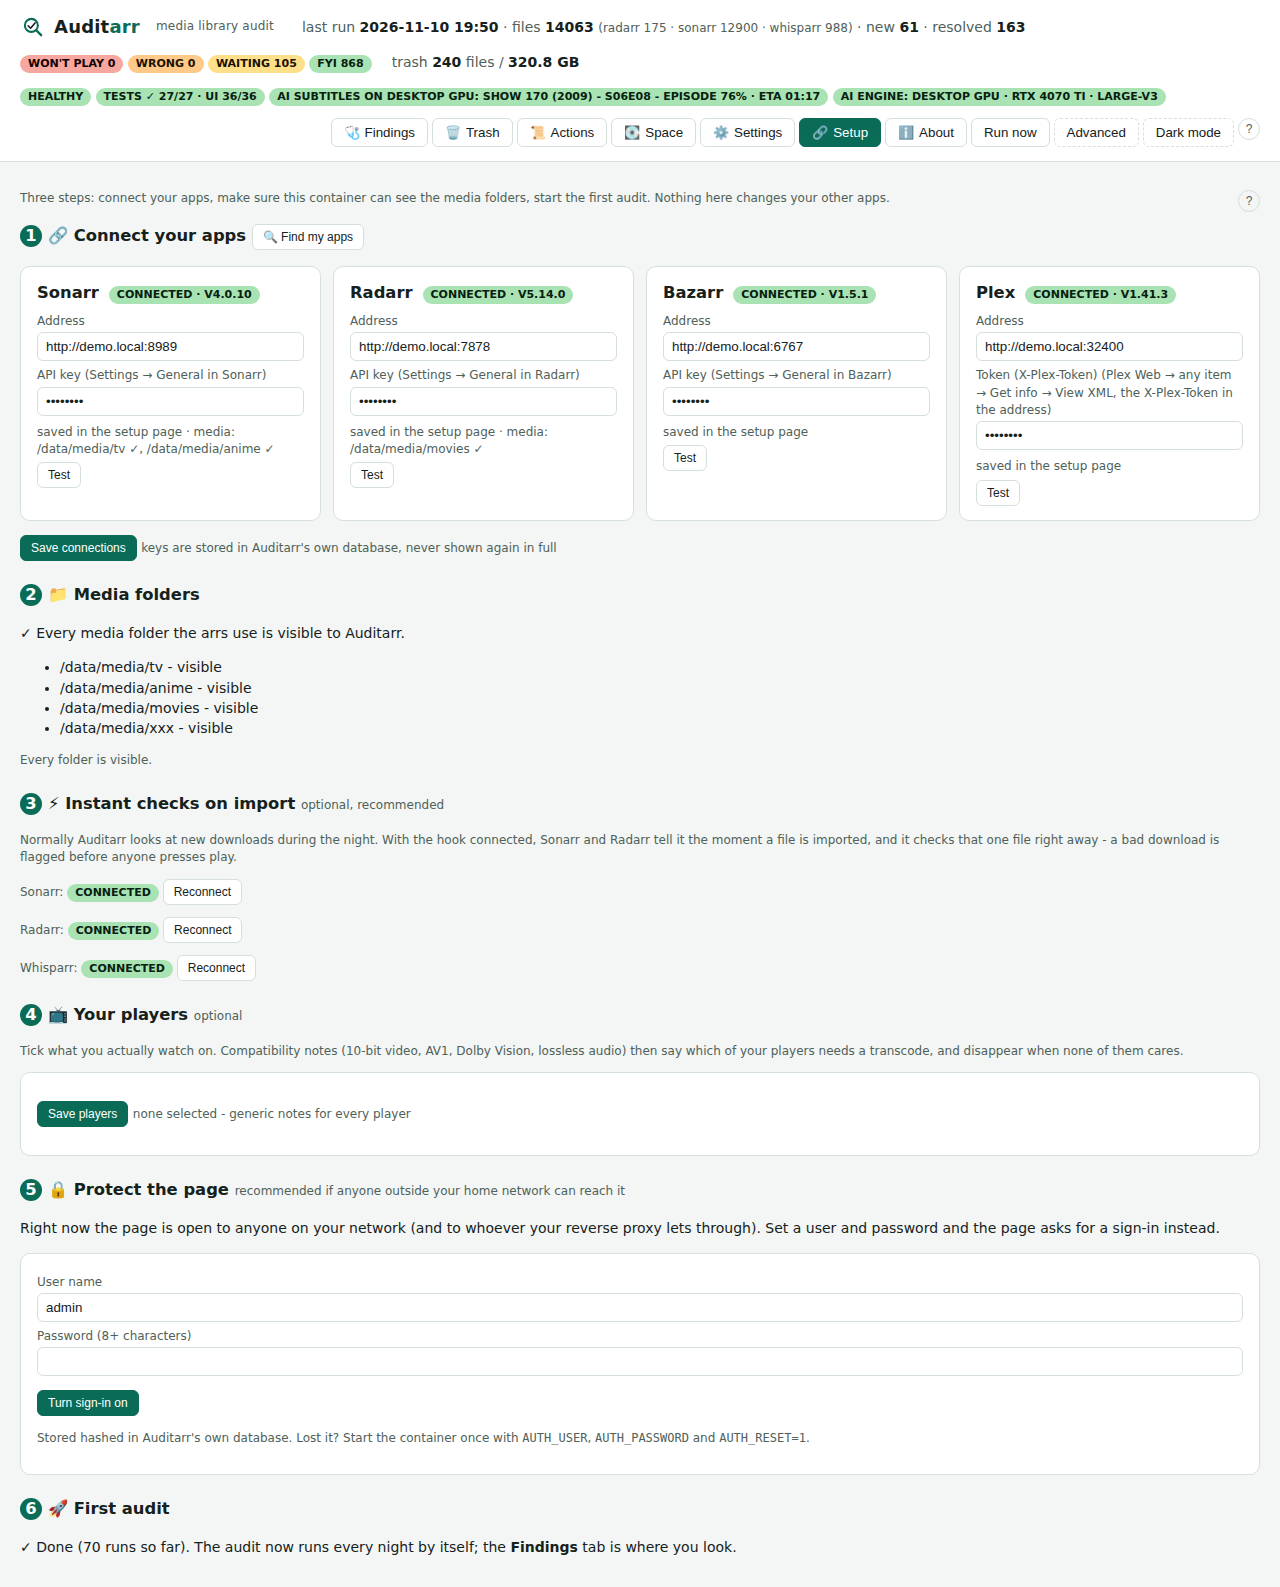 Auditarr media library audit last run 2026-11-10 19:50 · files 14063 (radarr 175 · sonarr 12900 · whisparr 988) · new 61 · resolved 163
WON'T PLAY 0 WRONG 0 WAITING 105 FYI 868 trash 240 files / 320.8 GB
HEALTHY TESTS ✓ 27/27 · UI 36/36 AI SUBTITLES ON DESKTOP GPU: SHOW 170 (2009) - S06E08 - EPISODE 76% · ETA 01:17 AI ENGINE: DESKTOP GPU · RTX 4070 TI · LARGE-V3
🩺 Findings 🗑️ Trash 📜 Actions 💽 Space ⚙️ Settings 🔗 Setup ℹ️ About Run now Advanced Dark mode ?
Three steps: connect your apps, make sure this container can see the media folders, start the first audit. Nothing here changes your other apps. ?
1 🔗 Connect your apps 🔍 Find my apps
Sonarr CONNECTED · V4.0.10
Address
http://demo.local:8989
API key (Settings → General in Sonarr)
••••••••
saved in the setup page · media:
/data/media/tv ✓, /data/media/anime ✓
Test
Radarr CONNECTED · V5.14.0
Address
http://demo.local:7878
API key (Settings → General in Radarr)
••••••••
saved in the setup page · media:
/data/media/movies ✓
Test
Bazarr CONNECTED · V1.5.1
Address
http://demo.local:6767
API key (Settings → General in Bazarr)
••••••••
saved in the setup page
Test
Plex CONNECTED · V1.41.3
Address
http://demo.local:32400
Token (X-Plex-Token) (Plex Web → any item
→ Get info → View XML, the X-Plex-Token in
the address)
••••••••
saved in the setup page
Test
Save connections keys are stored in Auditarr's own database, never shown again in full
2 📁 Media folders
✓ Every media folder the arrs use is visible to Auditarr.
• /data/media/tv - visible
• /data/media/anime - visible
• /data/media/movies - visible
• /data/media/xxx - visible
Every folder is visible.
3 ⚡ Instant checks on import optional, recommended
Normally Auditarr looks at new downloads during the night. With the hook connected, Sonarr and Radarr tell it the moment a file is imported, and it checks that one file right away - a bad download is
flagged before anyone presses play.
Sonarr: CONNECTED Reconnect
Radarr: CONNECTED Reconnect
Whisparr: CONNECTED Reconnect
4 📺 Your players optional
Tick what you actually watch on. Compatibility notes (10-bit video, AV1, Dolby Vision, lossless audio) then say which of your players needs a transcode, and disappear when none of them cares.
Save players none selected - generic notes for every player
5 🔒 Protect the page recommended if anyone outside your home network can reach it
Right now the page is open to anyone on your network (and to whoever your reverse proxy lets through). Set a user and password and the page asks for a sign-in instead.
User name
admin
Password (8+ characters)
Turn sign-in on
Stored hashed in Auditarr's own database. Lost it? Start the container once with AUTH_USER, AUTH_PASSWORD and AUTH_RESET=1.
6 🚀 First audit
✓ Done (70 runs so far). The audit now runs every night by itself; the Findings tab is where you look.